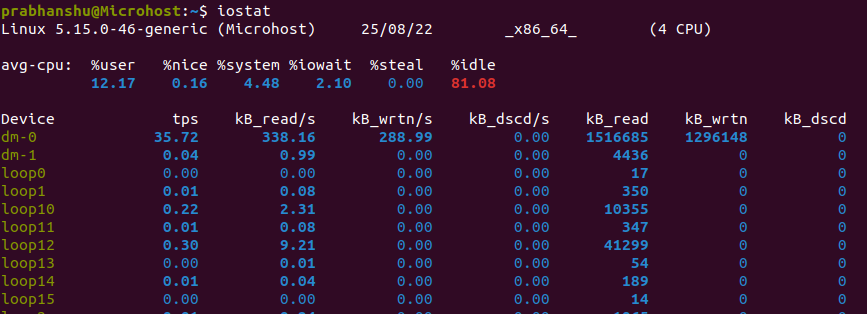 prabhanshu@Microhost:~$ iostat
Linux 5.15.0-46-generic (Microhost) 25/08/22 _x86_64_ (4 CPU)
avg-cpu: %user %nice %system %iowait %steal %idle
12.17 0.16 4.48 2.10 0.00 81.08
Device tps kB_read/s kB_wrtn/s kB_dscd/s kB_read kB_wrtn kB_dscd
dm-0 35.72 338.16 288.99 0.00 1516685 1296148 0
dm-1 0.04 0.99 0.00 0.00 4436 0 0
loop0 0.00 0.00 0.00 0.00 17 0 0
loop1 0.01 0.08 0.00 0.00 350 0 0
loop10 0.22 2.31 0.00 0.00 10355 0 0
loop11 0.01 0.08 0.00 0.00 347 0 0
loop12 0.30 9.21 0.00 0.00 41299 0 0
loop13 0.00 0.01 0.00 0.00 54 0 0
loop14 0.01 0.04 0.00 0.00 189 0 0
loop15 0.00 0.00 0.00 0.00 14 0 0